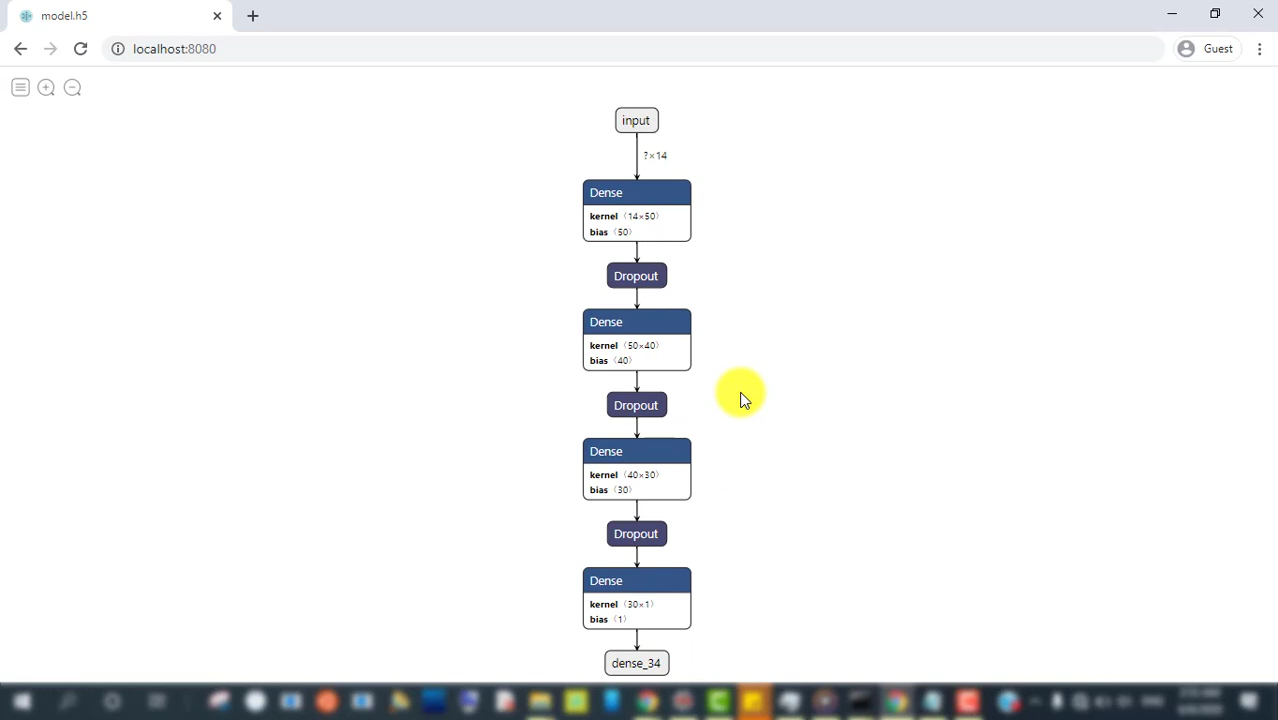 model.h5
localhost:8080
Guest
input
?×14
Dense
kernel 〈14×50〉
bias 〈50〉
Dropout
Dense
kernel 〈50×40〉
bias 〈40〉
Dropout
Dense
kernel 〈40×30〉
bias 〈30〉
Dropout
Dense
kernel 〈30×1〉
bias 〈1〉
dense_34